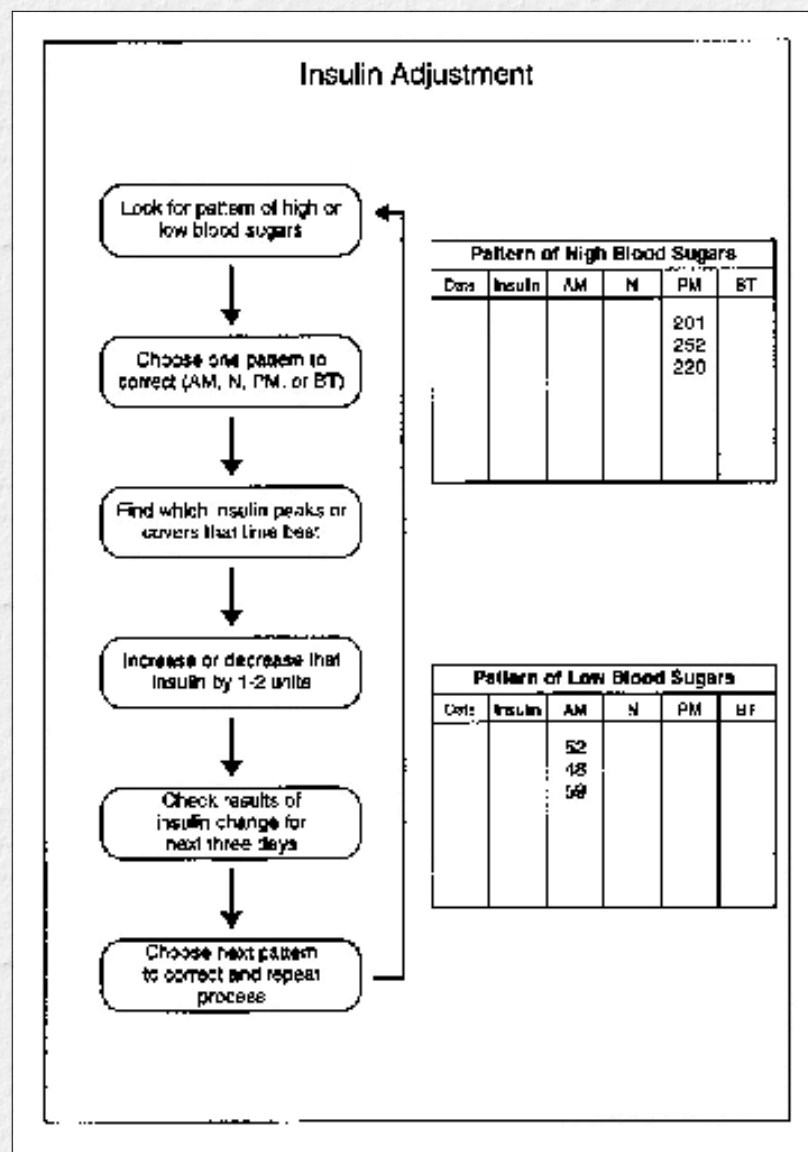 Insulin Adjustment
Look for pattern of high or
low blood sugars
Choose one pattern to
correct (AM, N, PM, or BT)
Find which insulin peaks or
covers that time best
Increase or decrease that
insulin by 1-2 units
Check results of
insulin change for
next three days
Choose next pattern
to correct and repeat
process
Pattern of High Blood Sugars
Date Insulin AM N PM BT
201
252
220
Pattern of Low Blood Sugars
Date Insulin AM N PM BT
52
48
59